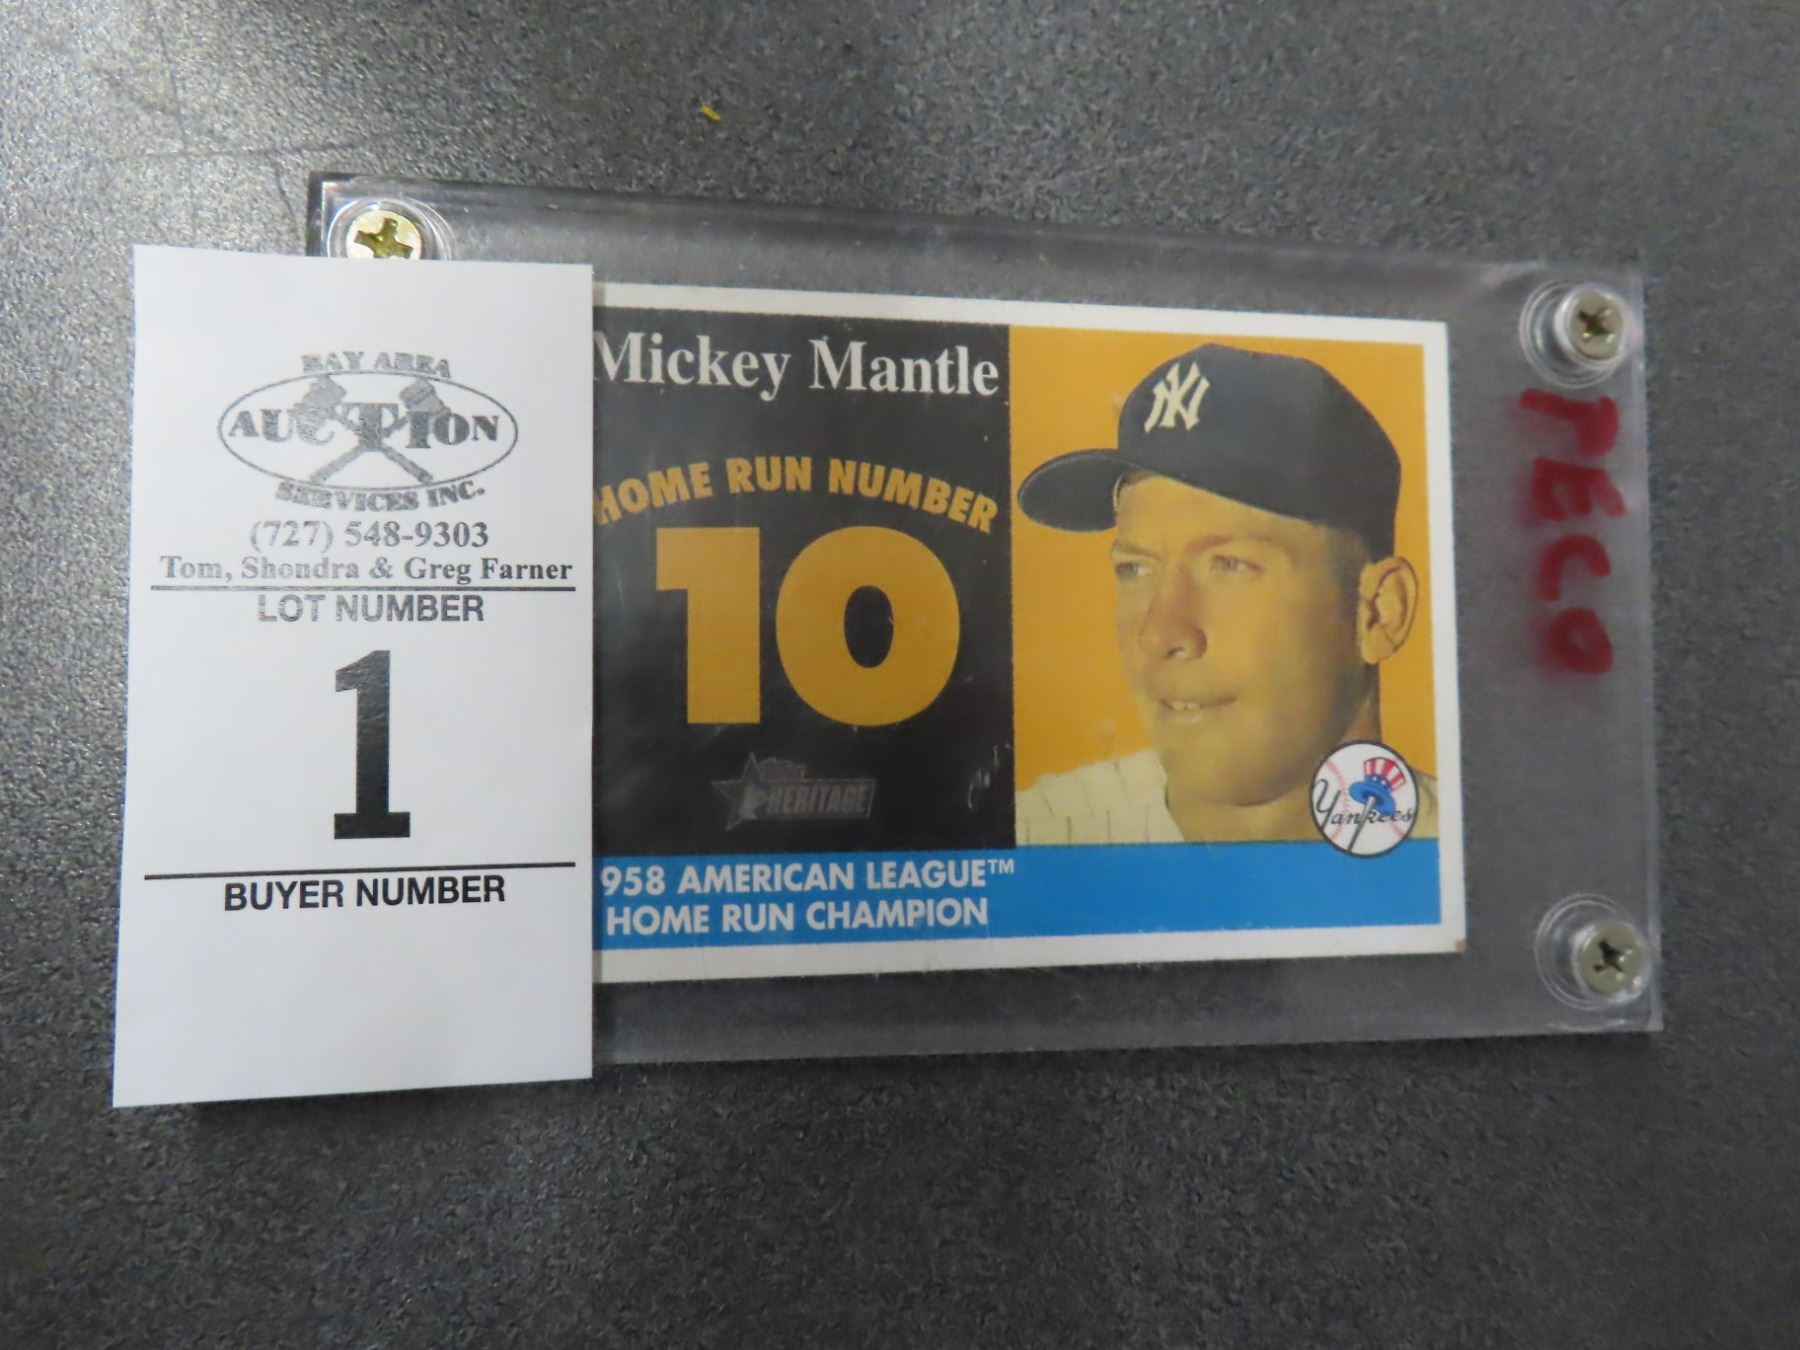 BAY AREA
AUCTION
SERVICES INC.
(727) 548-9303
Tom, Shondra & Greg Farner
LOT NUMBER
1
BUYER NUMBER
Mickey Mantle
HOME RUN NUMBER
10
HERITAGE
958 AMERICAN LEAGUE™
HOME RUN CHAMPION
NY
Yankees
PECO